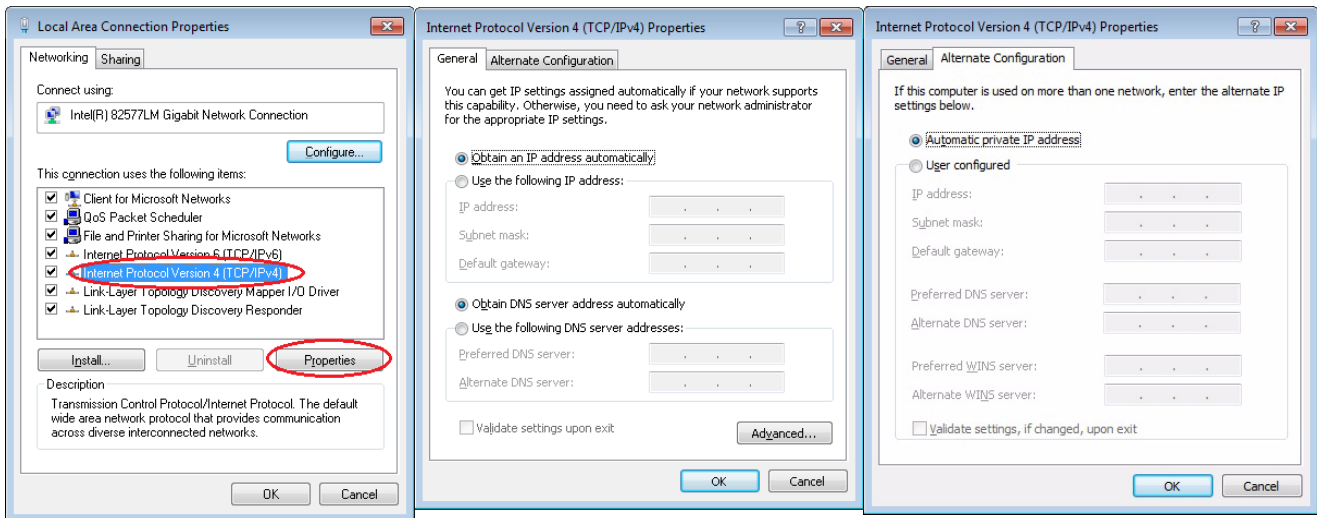 Local Area Connection Properties
Networking Sharing
Connect using:
Intel(R) 82577LM Gigabit Network Connection
Configure...
This connection uses the following items:
Client for Microsoft Networks
QoS Packet Scheduler
File and Printer Sharing for Microsoft Networks
Internet Protocol Version 6 (TCP/IPv6)
Internet Protocol Version 4 (TCP/IPv4)
Link-Layer Topology Discovery Mapper I/O Driver
Link-Layer Topology Discovery Responder
Install... Uninstall Properties
Description
Transmission Control Protocol/Internet Protocol. The default
wide area network protocol that provides communication
across diverse interconnected networks.
OK Cancel
Internet Protocol Version 4 (TCP/IPv4) Properties
General Alternate Configuration
You can get IP settings assigned automatically if your network supports
this capability. Otherwise, you need to ask your network administrator
for the appropriate IP settings.
Obtain an IP address automatically
Use the following IP address:
IP address:
Subnet mask:
Default gateway:
Obtain DNS server address automatically
Use the following DNS server addresses:
Preferred DNS server:
Alternate DNS server:
Validate settings upon exit
Advanced...
OK Cancel
Internet Protocol Version 4 (TCP/IPv4) Properties
General Alternate Configuration
If this computer is used on more than one network, enter the alternate IP
settings below.
Automatic private IP address
User configured
IP address:
Subnet mask:
Default gateway:
Preferred DNS server:
Alternate DNS server:
Preferred WINS server:
Alternate WINS server:
Validate settings, if changed, upon exit
OK Cancel